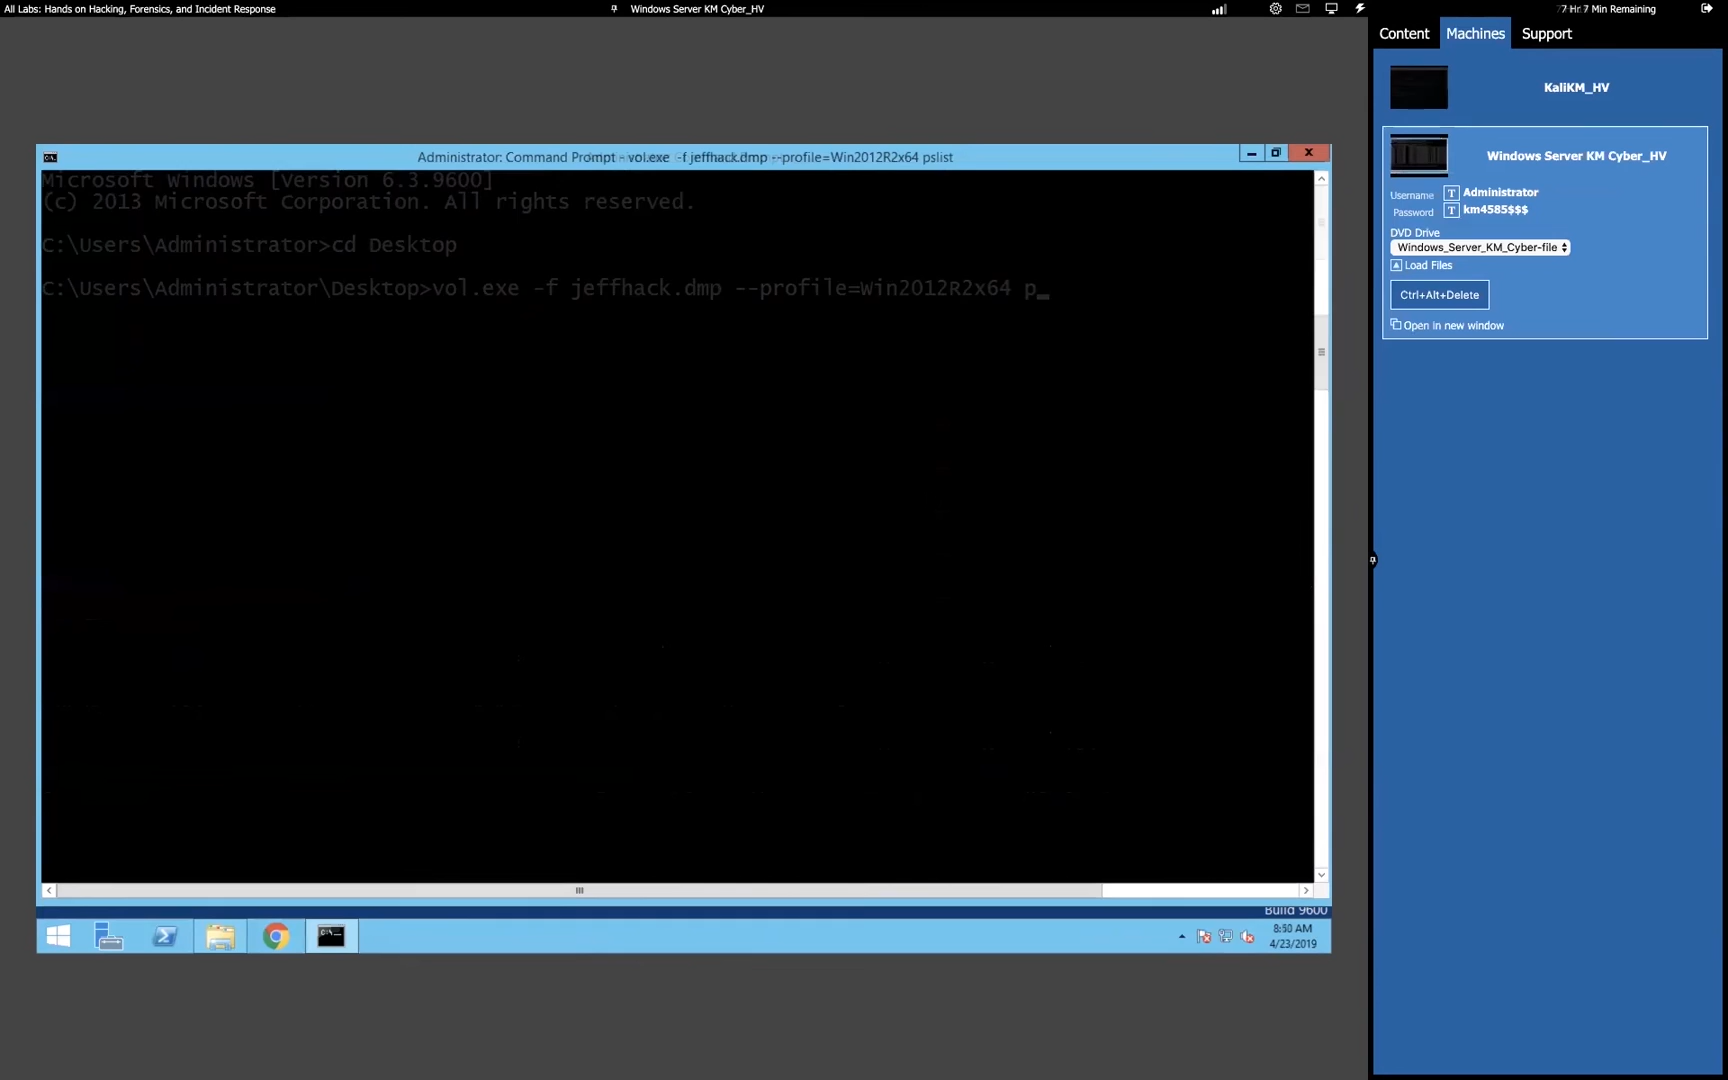 All Labs: Hands on Hacking, Forensics, and Incident Response
Windows Server KM Cyber_HV
77 Hr 7 Min Remaining
Content Machines Support
KaliKM_HV
Windows Server KM Cyber_HV
Username T Administrator
Password T km4585$$$
DVD Drive
Windows_Server_KM_Cyber-file
Load Files
Ctrl+Alt+Delete
Open in new window
Administrator: Command Prompt - vol.exe -f jeffhack.dmp --profile=Win2012R2x64 pslist
Microsoft Windows [Version 6.3.9600]
(c) 2013 Microsoft Corporation. All rights reserved.
C:\Users\Administrator>cd Desktop
C:\Users\Administrator\Desktop>vol.exe -f jeffhack.dmp --profile=Win2012R2x64 p_
Build 9600
8:50 AM
4/23/2019